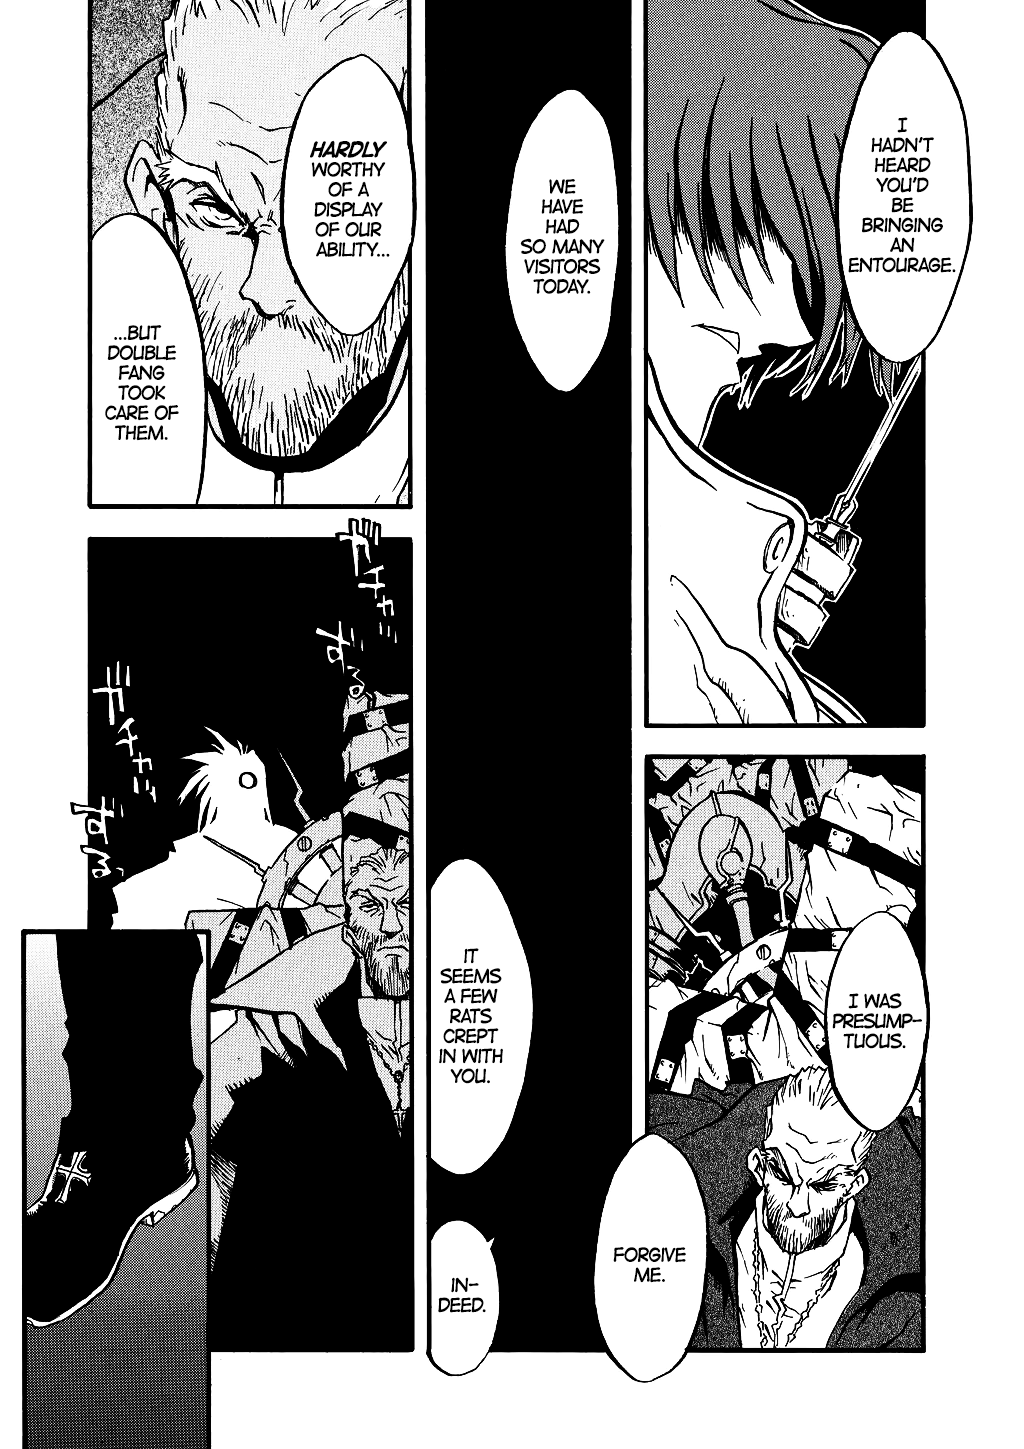 I
HADN'T
HEARD
YOU'D
BE
BRINGING
AN
ENTOURAGE.
I WAS
PRESUMP-
TUOUS.
FORGIVE
ME.
WE
HAVE
HAD
SO MANY
VISITORS
TODAY.
IT
SEEMS
A FEW
RATS
CREPT
IN WITH
YOU.
IN-
DEED.
HARDLY
WORTHY
OF A
DISPLAY
OF OUR
ABILITY...
...BUT
DOUBLE
FANG
TOOK
CARE OF
THEM.